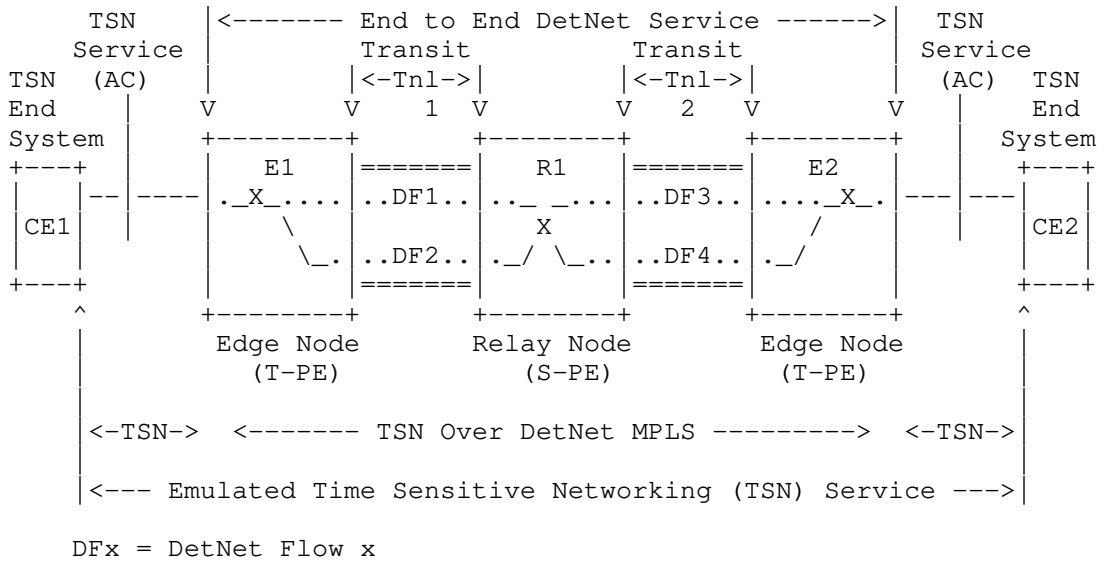 TSN |<------- End to End DetNet Service ------>| TSN
Service | Transit Transit | Service
TSN (AC) | |<-Tnl->| |<-Tnl->| | (AC) TSN
End | V V 1 V V 2 V V | End
System | +--------+ +--------+ +--------+ | System
+---+ | | E1 |=======| R1 |=======| E2 | | +---+
| |--|----|._X_....|..DF1..|.._ _...|..DF3..|...._X_.|---|---| |
|CE1| | | \ | | X | | / | | |CE2|
| | | \_.|..DF2..|._/ \_..|..DF4..|._/ | | |
+---+ | |=======| |=======| | +---+
^ +--------+ +--------+ +--------+ ^
| Edge Node Relay Node Edge Node |
| (T-PE) (S-PE) (T-PE) |
| |
|<-TSN-> <------- TSN Over DetNet MPLS ---------> <-TSN->|
| |
|<--- Emulated Time Sensitive Networking (TSN) Service --->|
DFx = DetNet Flow x